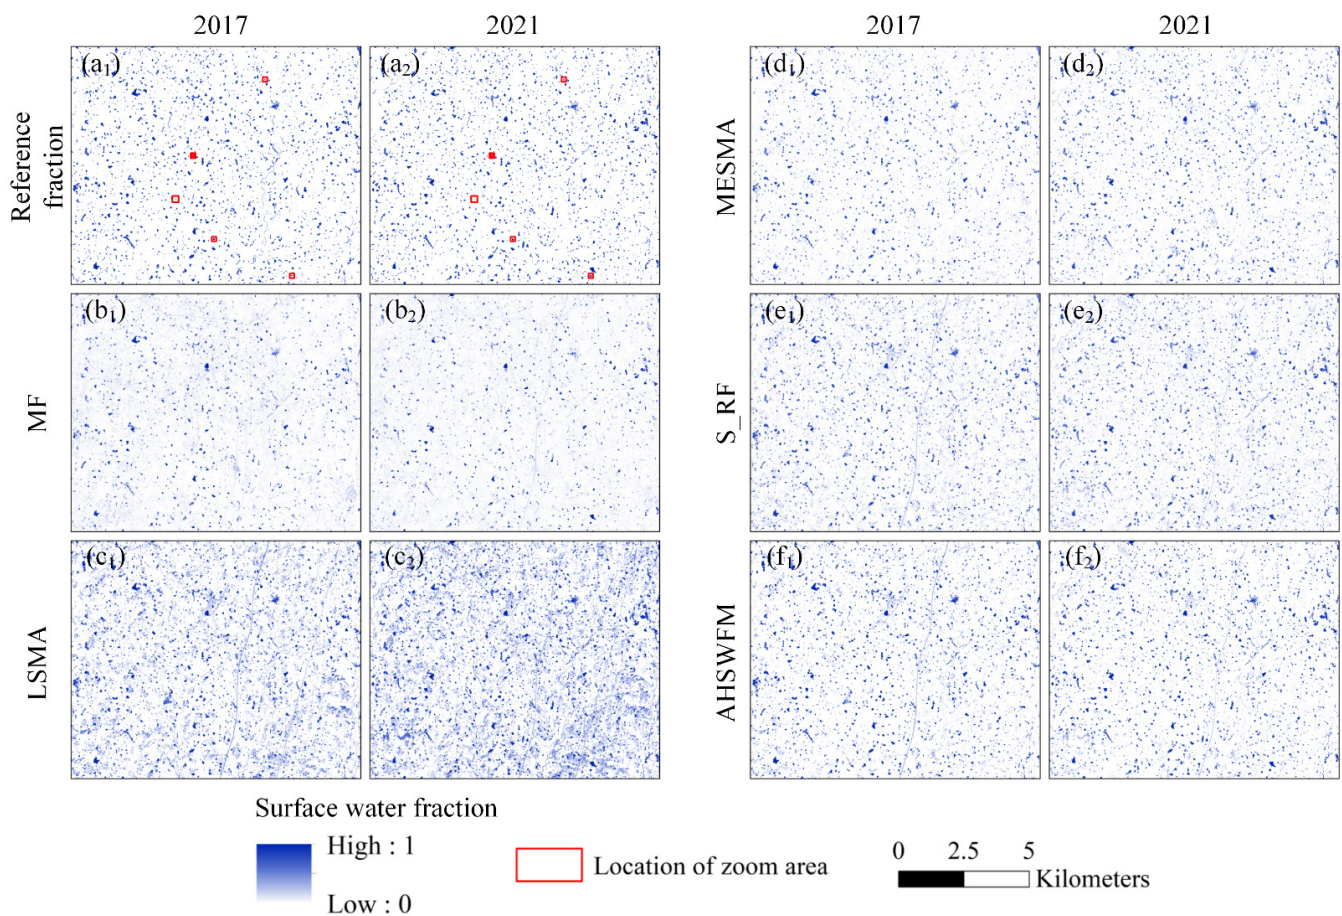 2017
2021
2017
2021
Reference
fraction
(a₁)
(a₂)
MESMA
(d₁)
(d₂)
MF
(b₁)
(b₂)
S_RF
(e₁)
(e₂)
LSMA
(c₁)
(c₂)
AHSWFM
(f₁)
(f₂)
Surface water fraction
High : 1
Low : 0
Location of zoom area
0 2.5 5
Kilometers